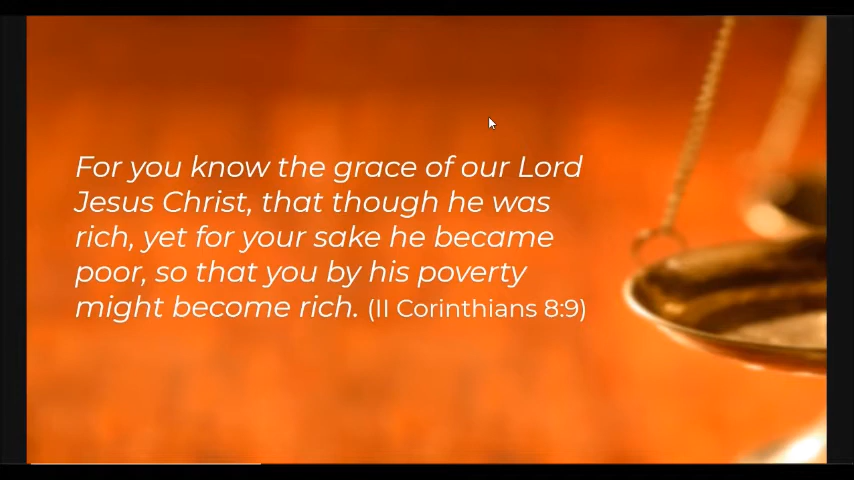 For you know the grace of our Lord
Jesus Christ, that though he was
rich, yet for your sake he became
poor, so that you by his poverty
might become rich. (II Corinthians 8:9)